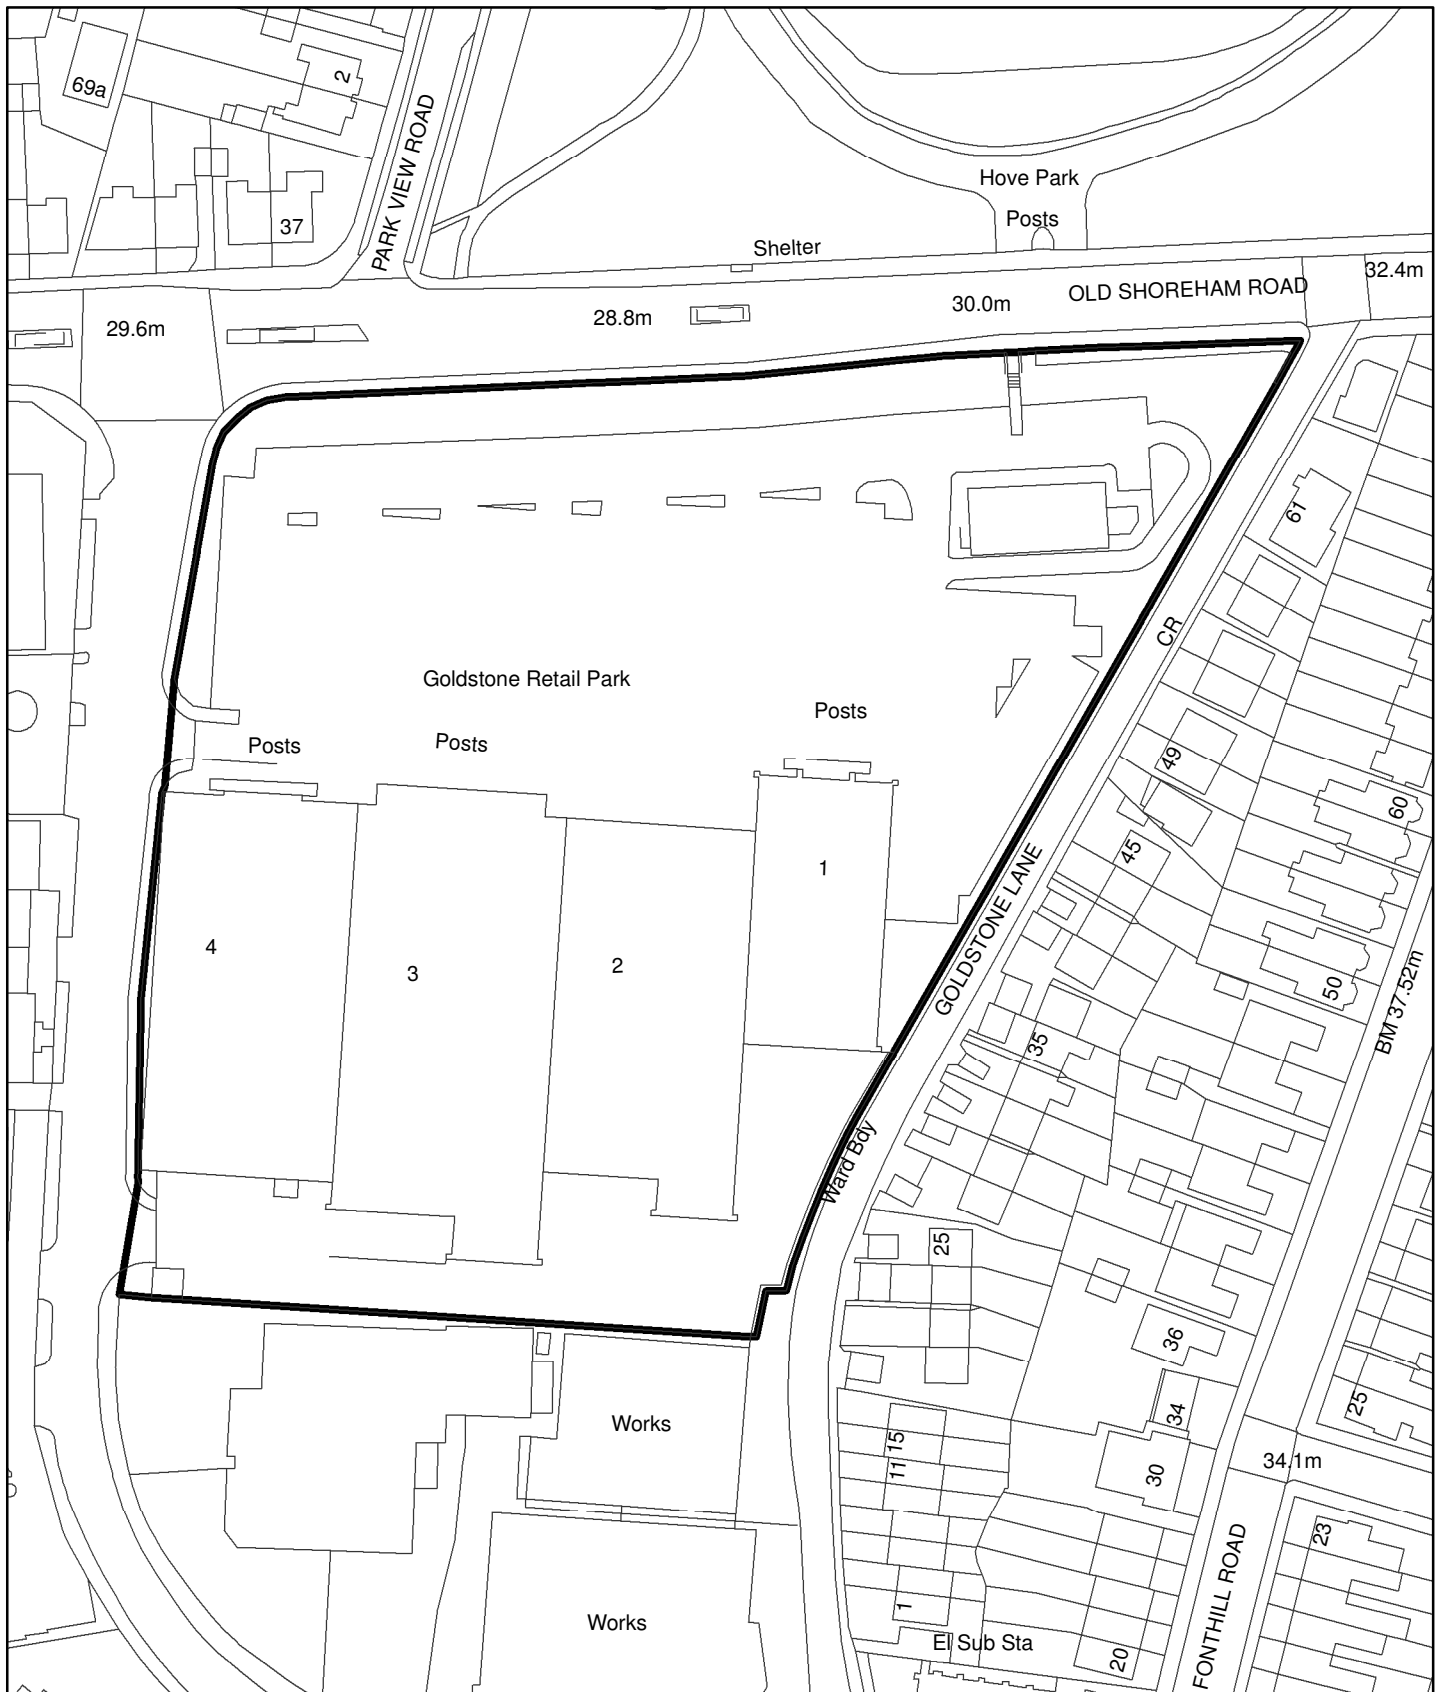 69a
2
PARK VIEW ROAD
37
Hove Park
Posts
Shelter
32.4m
OLD SHOREHAM ROAD
30.0m
28.8m
29.6m
61
CR
Goldstone Retail Park
Posts
Posts
Posts
49
60
45
1
GOLDSTONE LANE
4
3
2
50
BM 37.52m
35
Ward Bdy
25
36
34
25
Works
15
11
30
34.1m
23
FONTHILL ROAD
1
Works
El Sub Sta
20